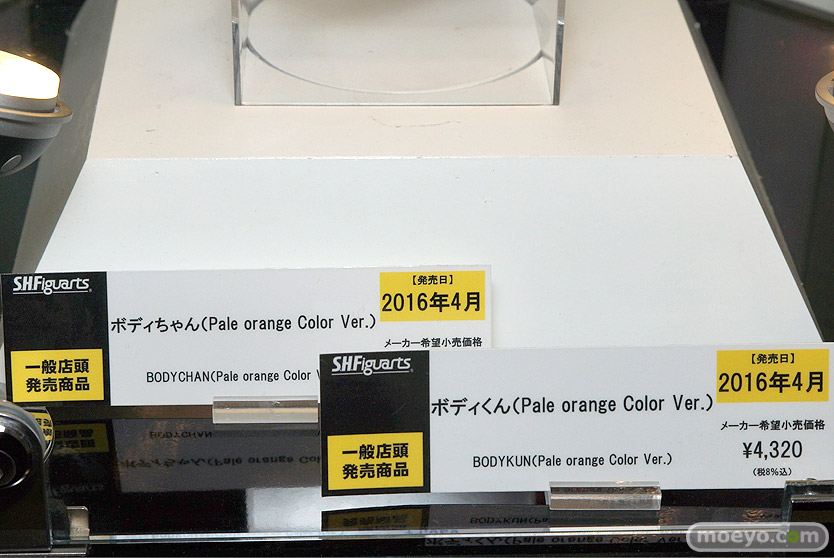 S.H.Figuarts
ボディちゃん(Pale orange Color Ver.)
BODYCHAN(Pale orange Color
一般店頭
発売商品
【発売日】
2016年4月
メーカー希望小売価格
S.H.Figuarts
ボディくん(Pale orange Color Ver.)
BODYKUN(Pale orange Color Ver.)
一般店頭
発売商品
【発売日】
2016年4月
メーカー希望小売価格
¥4,320
(税8%込)
moeyo.com